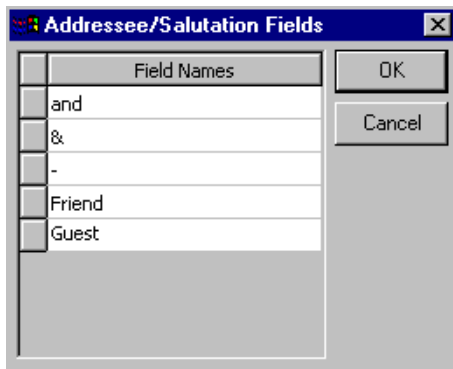 Addressee/Salutation Fields
Field Names
and
&
-
Friend
Guest
OK
Cancel